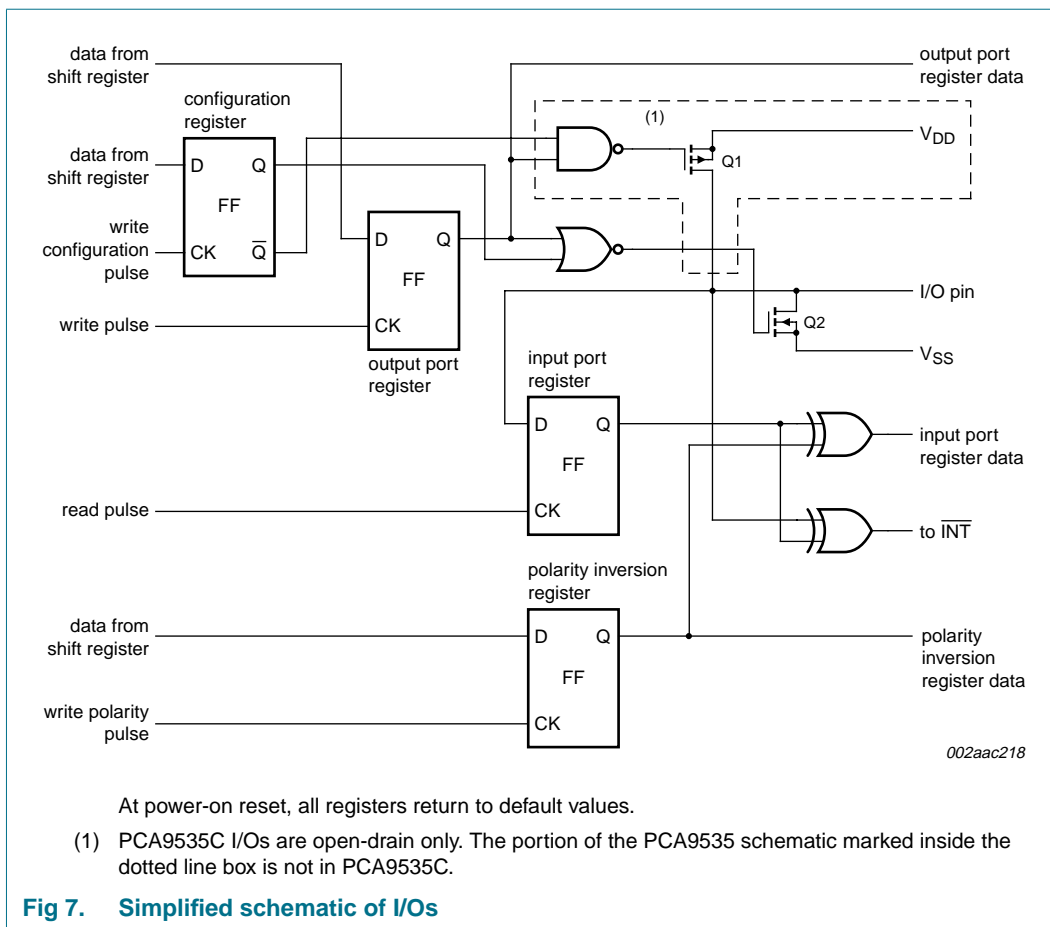 data from
shift register
output port
register data
configuration
register
(1)
VDD
data from
shift register
D
Q
Q1
FF
write
configuration
pulse
CK
Q̅
D
Q
FF
I/O pin
Q2
write pulse
CK
VSS
output port
register
input port
register
D
Q
input port
register data
FF
read pulse
CK
to I̅N̅T̅
polarity inversion
register
data from
shift register
D
Q
polarity
inversion
register data
FF
write polarity
pulse
CK
002aac218
At power-on reset, all registers return to default values.
(1) PCA9535C I/Os are open-drain only. The portion of the PCA9535 schematic marked inside the
dotted line box is not in PCA9535C.
Fig 7. Simplified schematic of I/Os